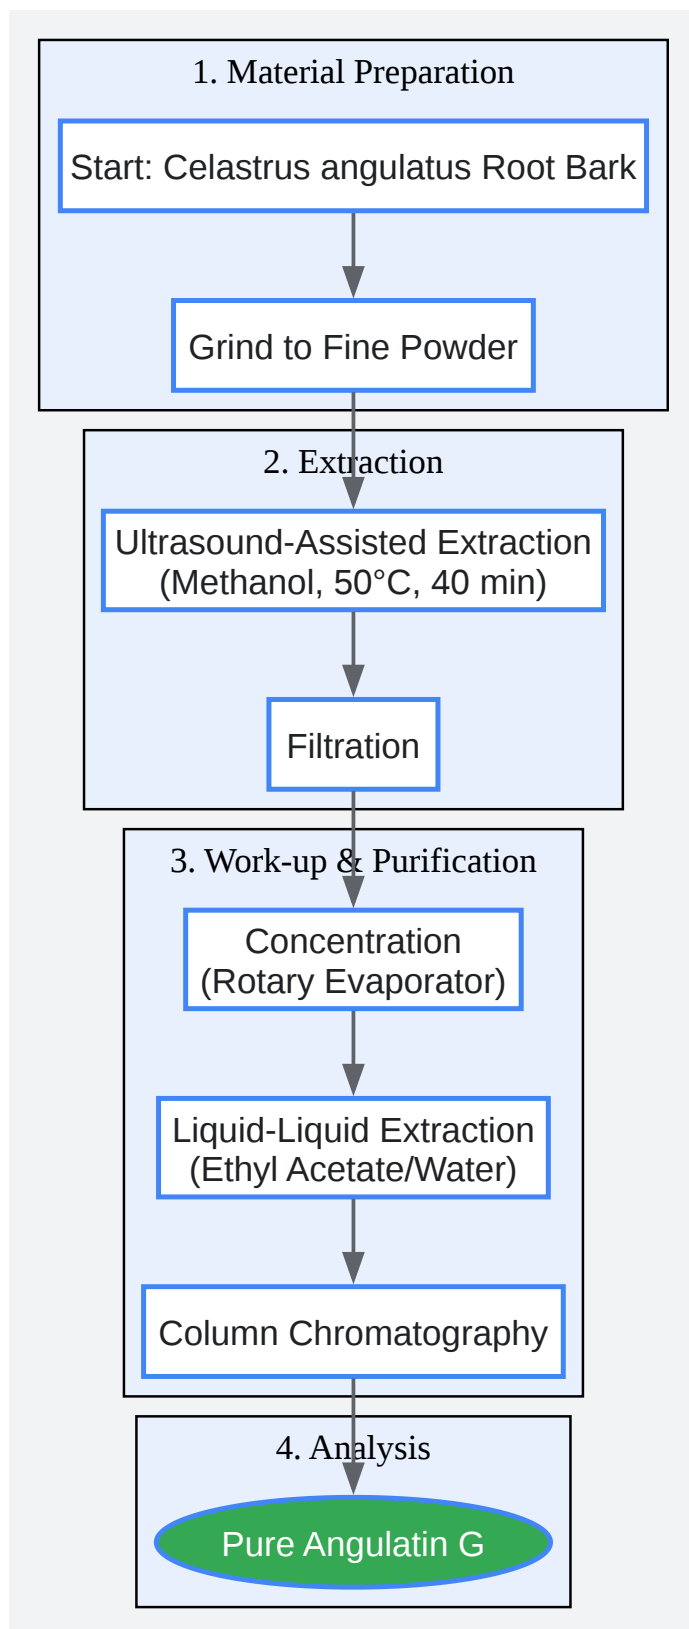 1. Material Preparation
Start: Celastrus angulatus Root Bark
Grind to Fine Powder
2. Extraction
Ultrasound-Assisted Extraction
(Methanol, 50°C, 40 min)
Filtration
3. Work-up & Purification
Concentration
(Rotary Evaporator)
Liquid-Liquid Extraction
(Ethyl Acetate/Water)
Column Chromatography
4. Analysis
Pure Angulatin G